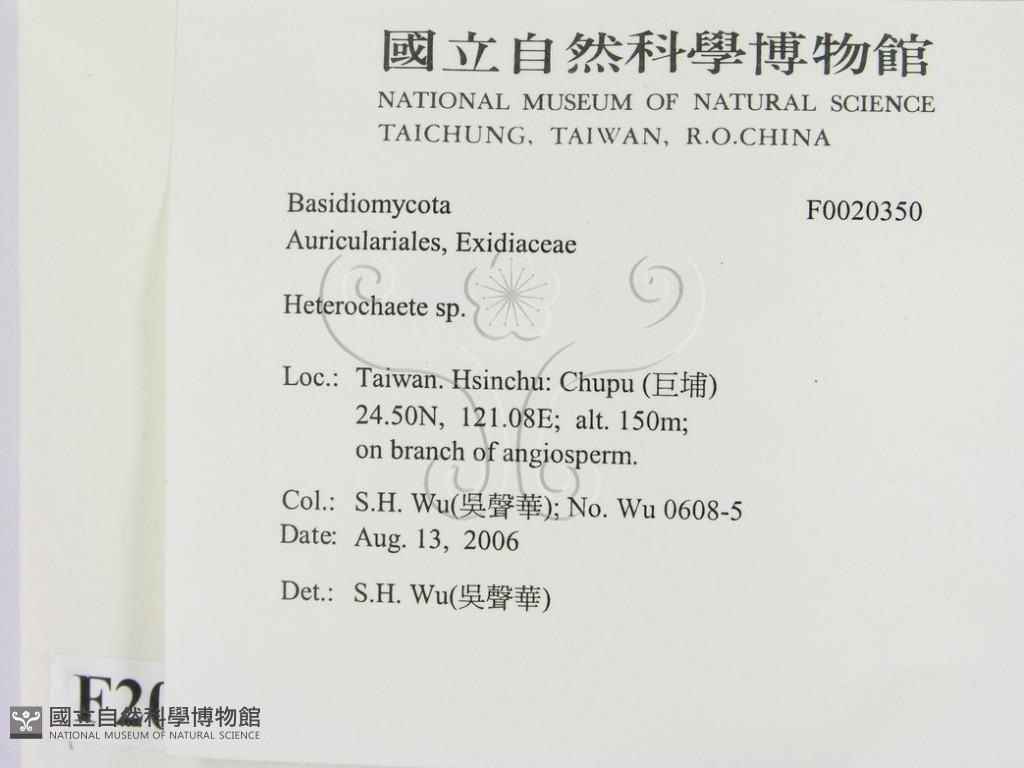 國立自然科學博物館
NATIONAL MUSEUM OF NATURAL SCIENCE
TAICHUNG, TAIWAN, R.O.CHINA
Basidiomycota F0020350
Auriculariales, Exidiaceae
Heterochaete sp.
Loc.: Taiwan. Hsinchu: Chupu (巨埔)
24.50N, 121.08E; alt. 150m;
on branch of angiosperm.
Col.: S.H. Wu(吳聲華); No. Wu 0608-5
Date: Aug. 13, 2006
Det.: S.H. Wu(吳聲華)
F20
國立自然科學博物館
NATIONAL MUSEUM OF NATURAL SCIENCE